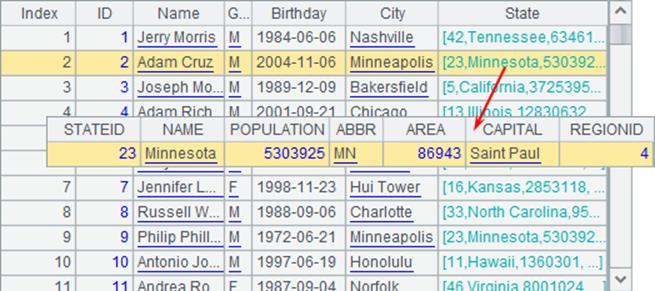 Index ID Name G... Birthday City State
1 1 Jerry Morris M 1984-06-06 Nashville [42,Tennessee,63461...
2 2 Adam Cruz M 2004-11-06 Minneapolis [23,Minnesota,530392...
3 3 Joseph Mo... M 1989-12-09 Bakersfield [5,California,3725395...
4 4 Adam Rich M 2001-09-21 Chicago [13,Illinois,12830632
STATEID NAME POPULATION ABBR AREA CAPITAL REGIONID
23 Minnesota 5303925 MN 86943 Saint Paul 4
7 7 Jennifer L... F 1998-11-23 Hui Tower [16,Kansas,2853118, ...]
8 8 Russell W... M 1988-09-06 Charlotte [33,North Carolina,95...
9 9 Philip Phill... M 1972-06-21 Minneapolis [23,Minnesota,530392...
10 10 Antonio Jo... M 1997-06-19 Honolulu [11,Hawaii,1360301, ...]
11 11 Andrea Ro F 1987-09-04 Norfolk [46,Virginia,8001024 ...]